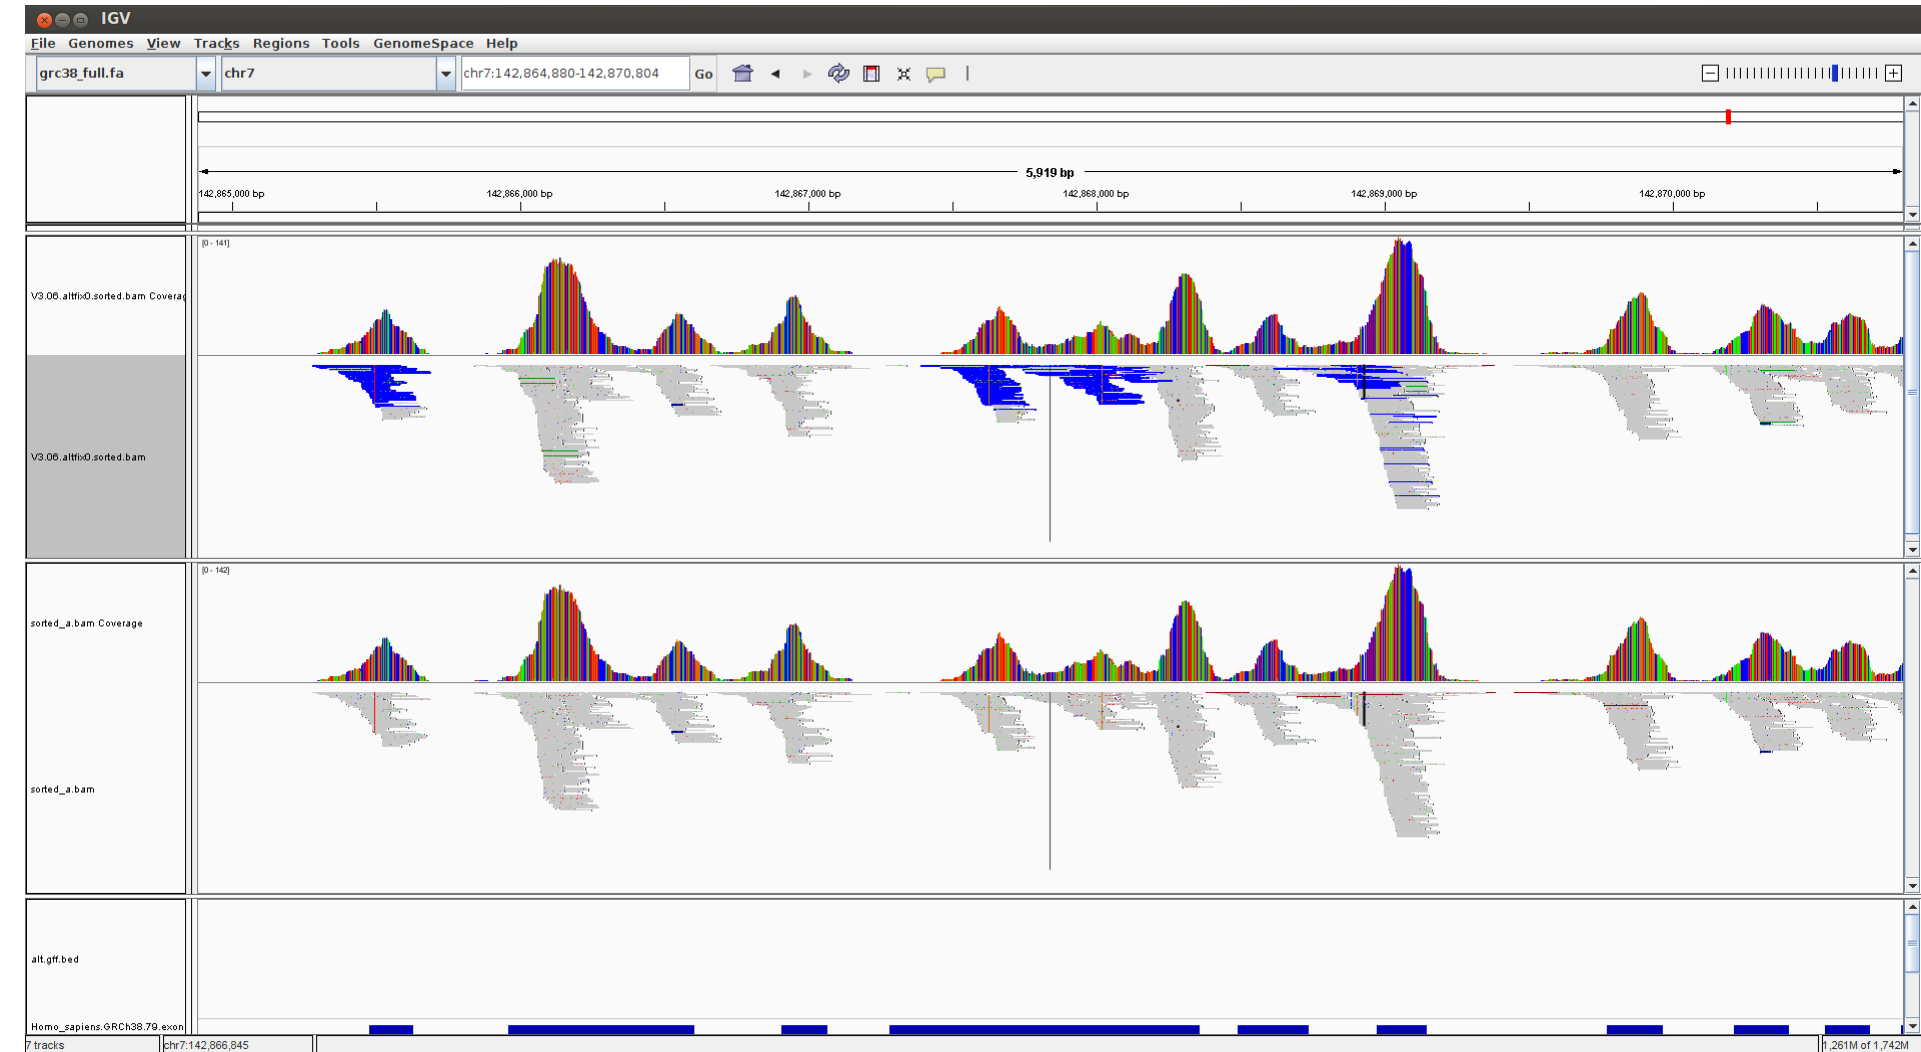 IGV
File Genomes View Tracks Regions Tools GenomeSpace Help
grc38_full.fa chr7 chr7:142,864,880-142,870,804 Go
5,919 bp
142,865,000 bp 142,866,000 bp 142,867,000 bp 142,868,000 bp 142,869,000 bp 142,870,000 bp
[0 - 141]
V3.06.altfix0.sorted.bam Coverag
V3.06.altfix0.sorted.bam
[0 - 142]
sorted_a.bam Coverage
sorted_a.bam
alt.gff.bed
Homo_sapiens.GRCh38.79.exon
7 tracks chr7:142,866,845 1,261M of 1,742M